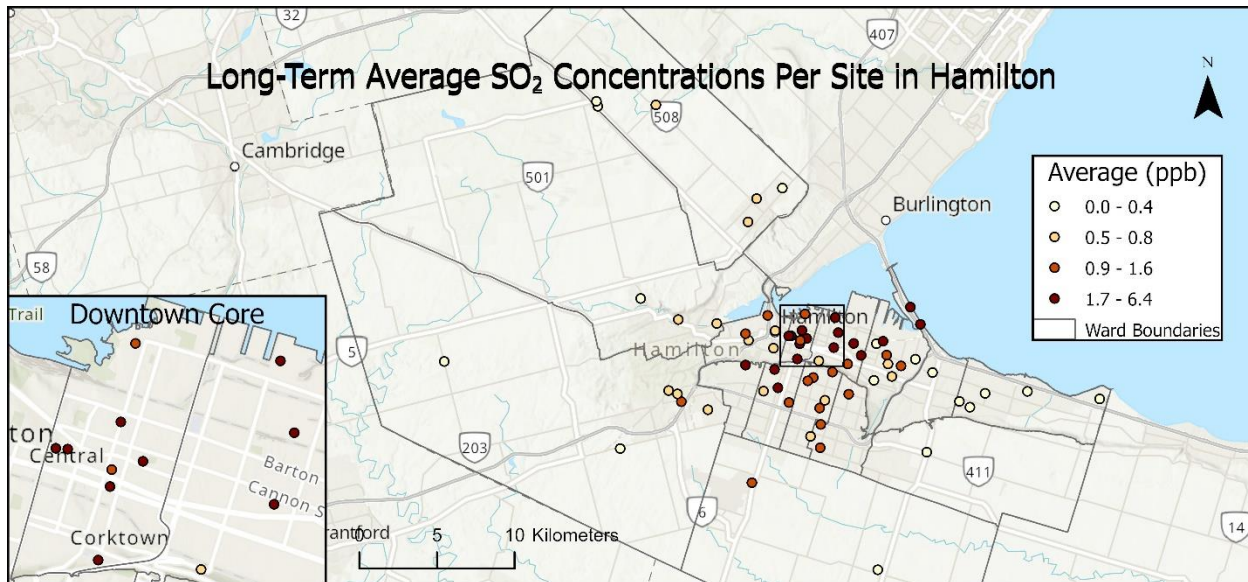 32
407
Long-Term Average SO₂ Concentrations Per Site in Hamilton
N
508
Cambridge
501
Average (ppb)
0.0 - 0.4
0.5 - 0.8
0.9 - 1.6
1.7 - 6.4
Ward Boundaries
Burlington
58
Trail
Downtown Core
Hamilton
Hamilton
5
203
ton
Central
Barton
Cannon S
411
6
Corktown
rantford
0 5 10 Kilometers
14